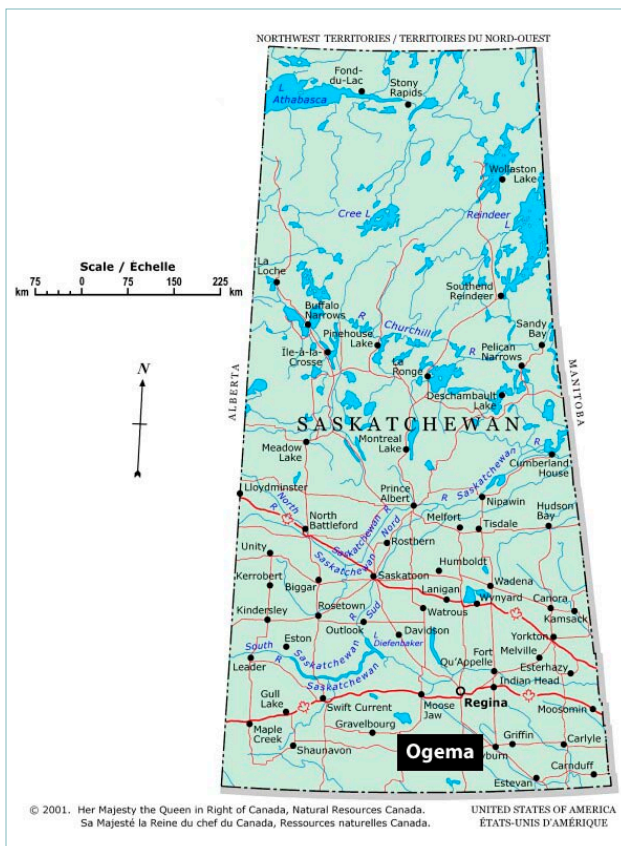 NORTHWEST TERRITORIES / TERRITOIRES DU NORD-OUEST
Fond-
du-Lac
Stony
Rapids
L
Athabasca
Wollaston
Lake
Cree L
Reindeer
L
La
Loche
Scale / Échelle
75 0 75 150 225
km km
Southend
Reindeer
Buffalo
Narrows
R
Churchill
Pinehouse
Lake
Sandy
Bay
R
Pelican
Narrows
Île-à-la-
Crosse
La
Ronge
N
ALBERTA
MANITOBA
Deschambault
Lake
SASKATCHEWAN
Meadow
Lake
Montreal
Lake
R
Saskatchewan
R
Cumberland
House
Lloydminster
North
R
Prince
Albert
Nipawin
North
Battleford
Saskatchewan
R
Nord
Melfort
Tisdale
Hudson
Bay
Saskatchewan
Rosthern
Unity
Humboldt
Kerrobert
Biggar
Saskatoon
Wadena
Lanigan
Wynyard
Canora
Kamsack
Kindersley
Rosetown
R
Sud
Watrous
Outlook
Davidson
Yorkton
Eston
L
Diefenbaker
Melville
South
R
Saskatchewan
Fort
Qu'Appelle
Esterhazy
Leader
Saskatchewan
Indian Head
Gull
Lake
Swift Current
Moose
Jaw
Regina
Moosomin
Maple
Creek
Gravelbourg
Shaunavon
Ogema
yburn
Griffin
Carlyle
Carnduff
Estevan
© 2001. Her Majesty the Queen in Right of Canada, Natural Resources Canada.
Sa Majesté la Reine du chef du Canada, Ressources naturelles Canada.
UNITED STATES OF AMERICA
ÉTATS-UNIS D'AMÉRIQUE